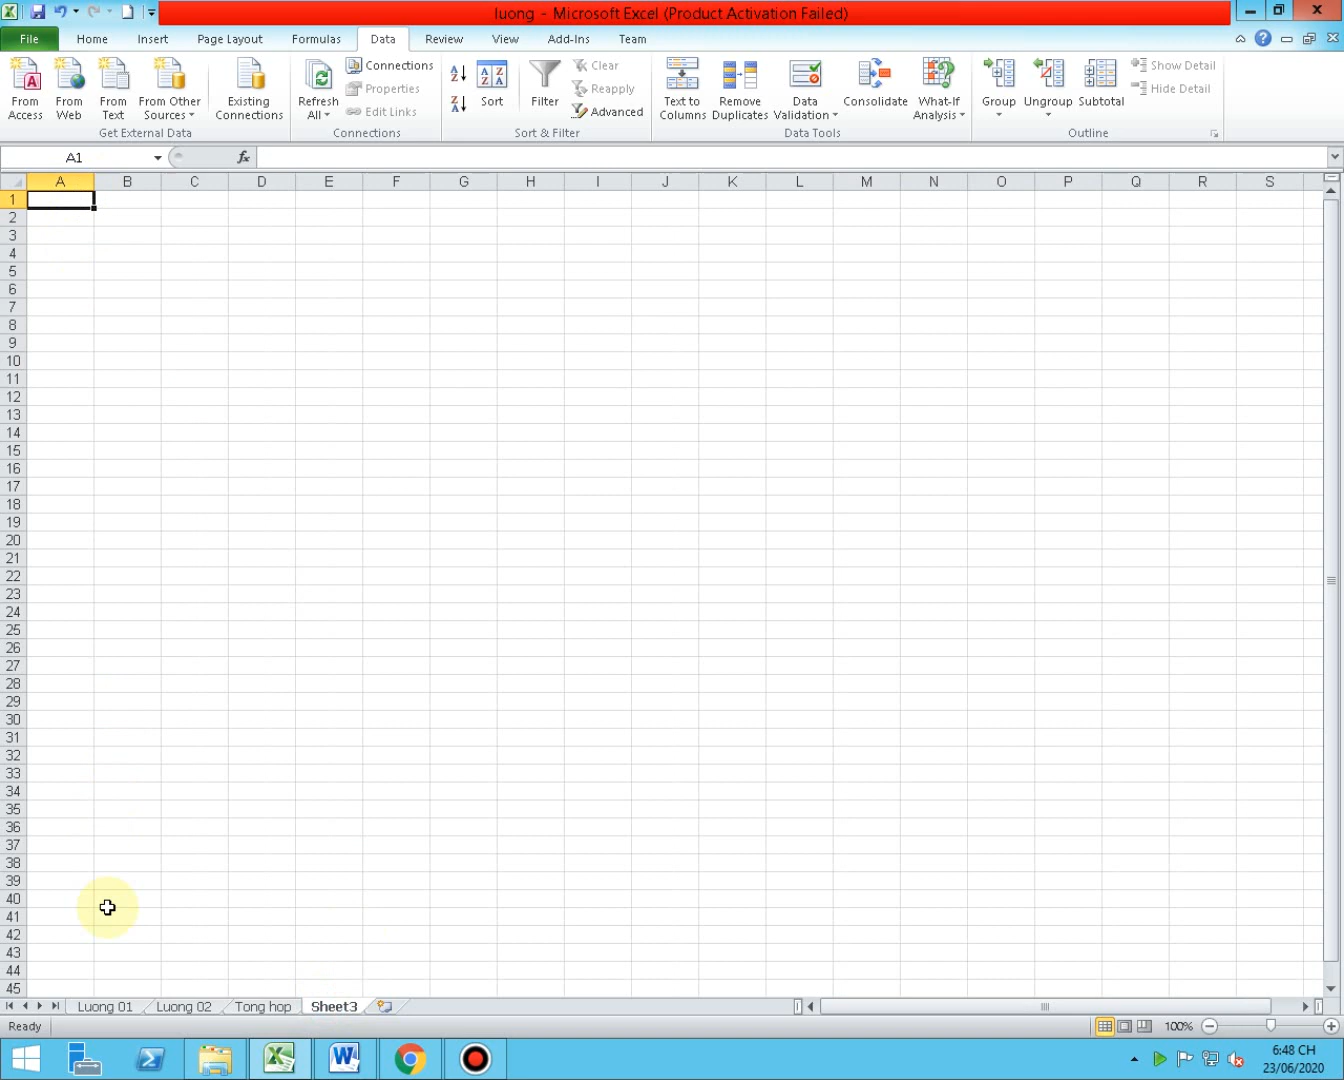 luong - Microsoft Excel (Product Activation Failed)
File Home Insert Page Layout Formulas Data Review View Add-Ins Team
From Access
From Web
From Text
From Other Sources
Existing Connections
Get External Data
Refresh All
Connections
Properties
Edit Links
Connections
Sort
Filter
Clear
Reapply
Advanced
Sort & Filter
Text to Columns
Remove Duplicates
Data Validation
Consolidate
What-If Analysis
Data Tools
Group
Ungroup
Subtotal
Show Detail
Hide Detail
Outline
A1 fx
A B C D E F G H I J K L M N O P Q R S
1
2
3
4
5
6
7
8
9
10
11
12
13
14
15
16
17
18
19
20
21
22
23
24
25
26
27
28
29
30
31
32
33
34
35
36
37
38
39
40
41
42
43
44
45
Luong 01 Luong 02 Tong hop Sheet3
Ready 100%
6:48 CH
23/06/2020